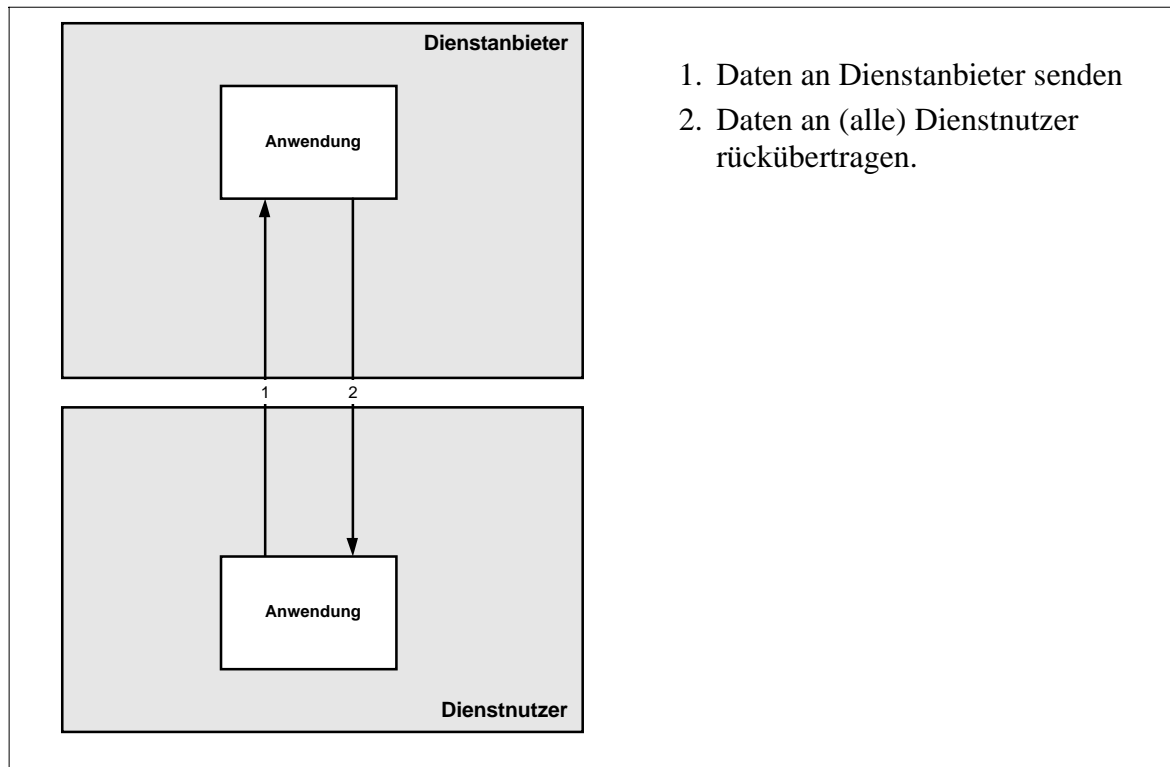 Dienstanbieter
Anwendung
1 2
Anwendung
Dienstnutzer
1. Daten an Dienstanbieter senden
2. Daten an (alle) Dienstnutzer
rückübertragen.